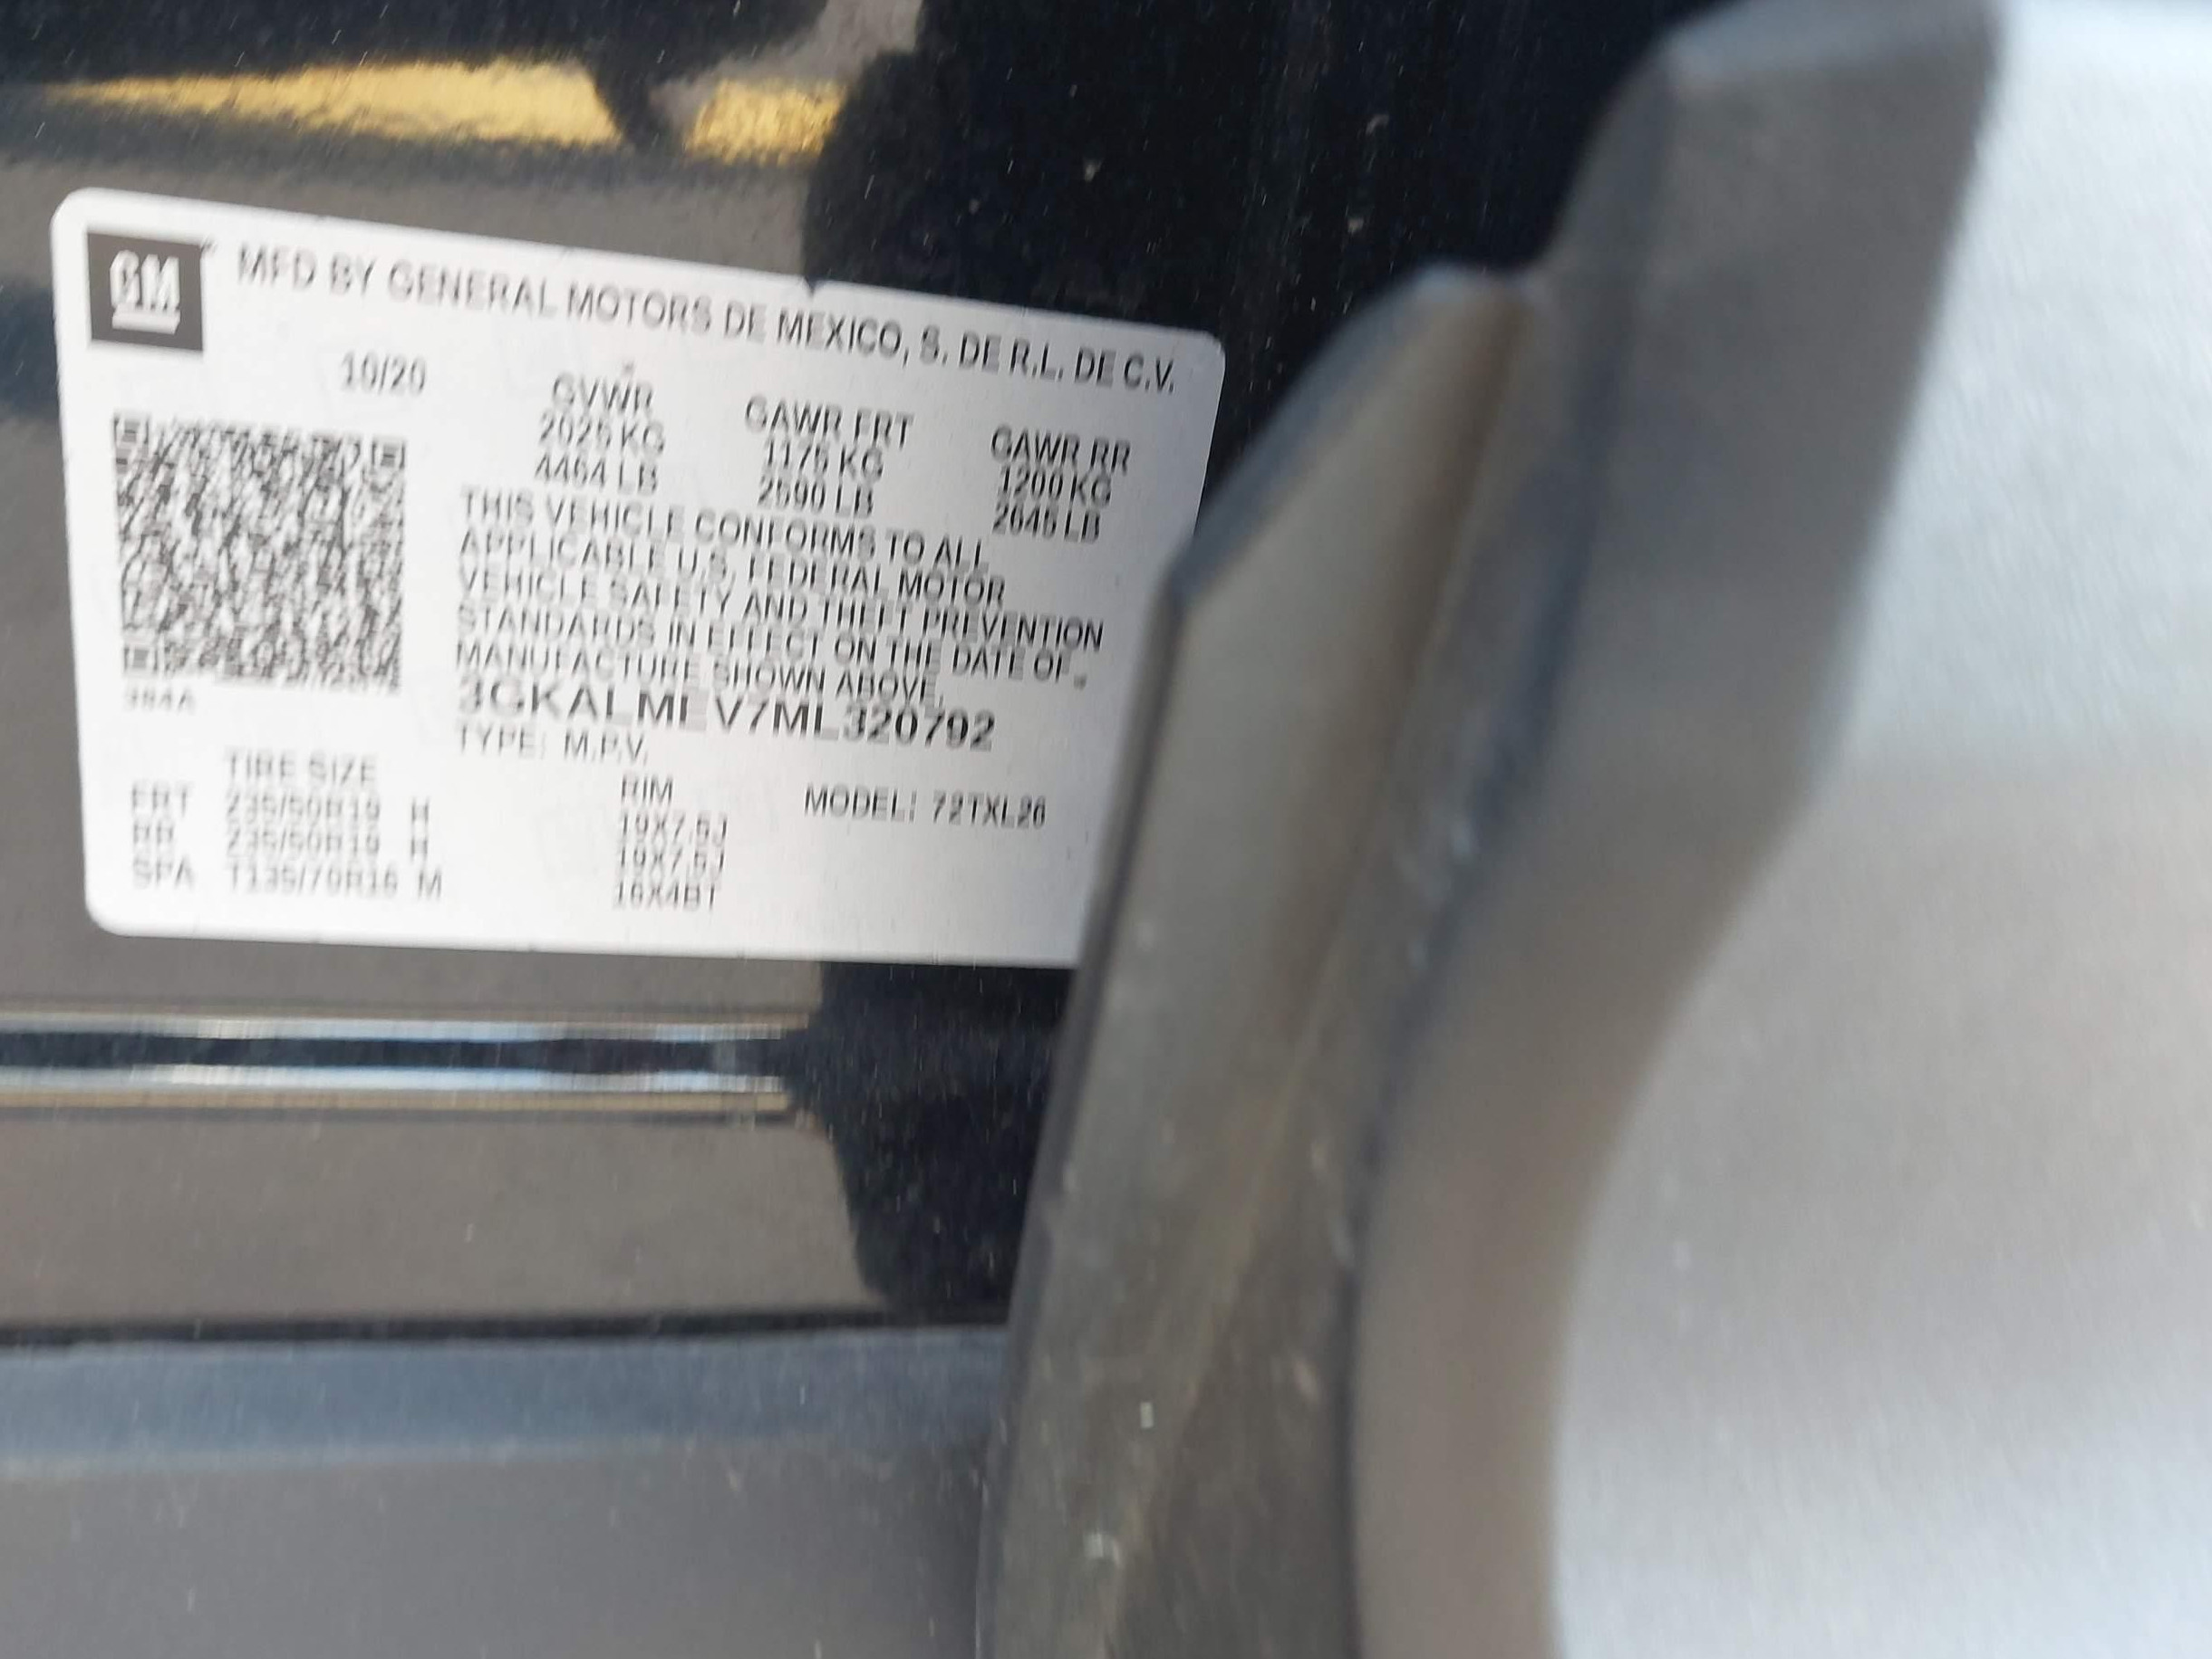 GM
MFD BY GENERAL MOTORS DE MEXICO, S. DE R.L. DE C.V.
10/20
GVWR GAWR FRT GAWR RR
2025 KG 1175 KG 1200 KG
4464 LB 2590 LB 2645 LB
THIS VEHICLE CONFORMS TO ALL
APPLICABLE U.S. FEDERAL MOTOR
VEHICLE SAFETY AND THEFT PREVENTION
STANDARDS IN EFFECT ON THE DATE OF
MANUFACTURE SHOWN ABOVE.
3GKALMEV7ML320792
384A
TYPE: M.P.V.
TIRE SIZE RIM MODEL: 72TXL26
FRT 235/50R19 H 19X7.5J
RR 235/50R19 H 19X7.5J
SPA T135/70R16 M 16X4BT